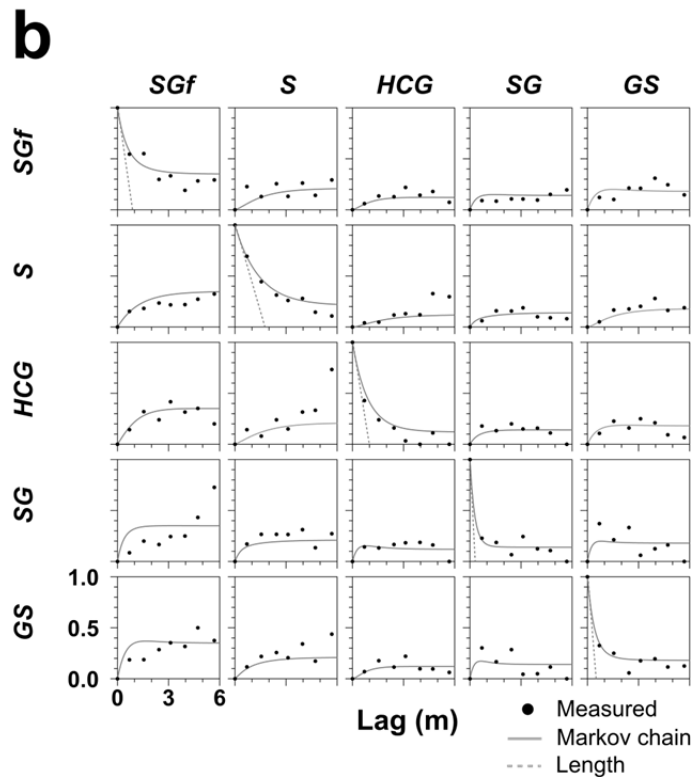 b
SGf S HCG SG GS
SGf
S
HCG
SG
GS
1.0
0.5
0.0
0 3 6
Lag (m)
Measured
Markov chain
Length